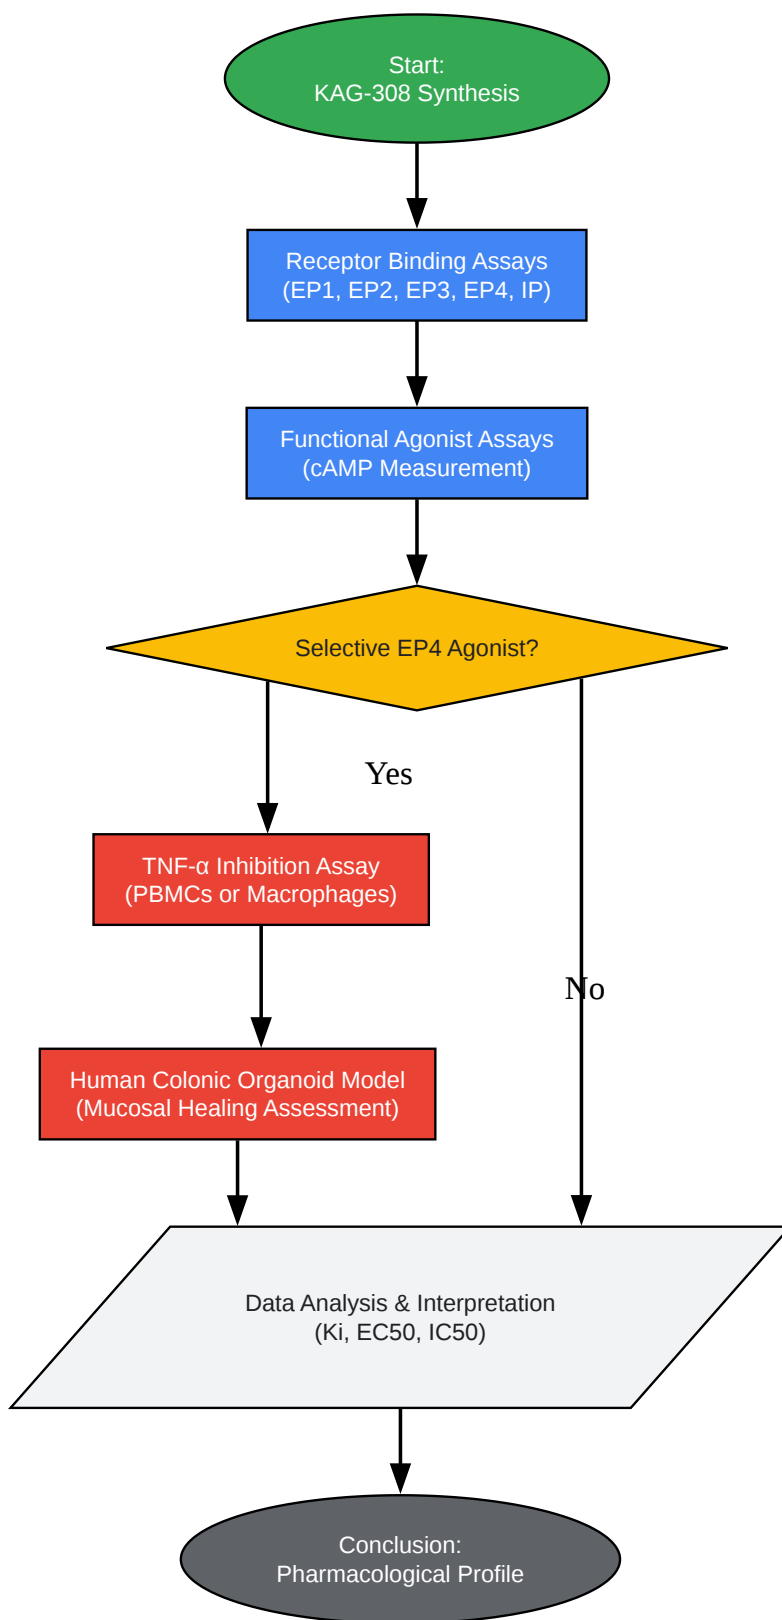 Start:
KAG-308 Synthesis
Receptor Binding Assays
(EP1, EP2, EP3, EP4, IP)
Functional Agonist Assays
(cAMP Measurement)
Selective EP4 Agonist?
Yes
TNF-α Inhibition Assay
(PBMCs or Macrophages)
No
Human Colonic Organoid Model
(Mucosal Healing Assessment)
Data Analysis & Interpretation
(Ki, EC50, IC50)
Conclusion:
Pharmacological Profile